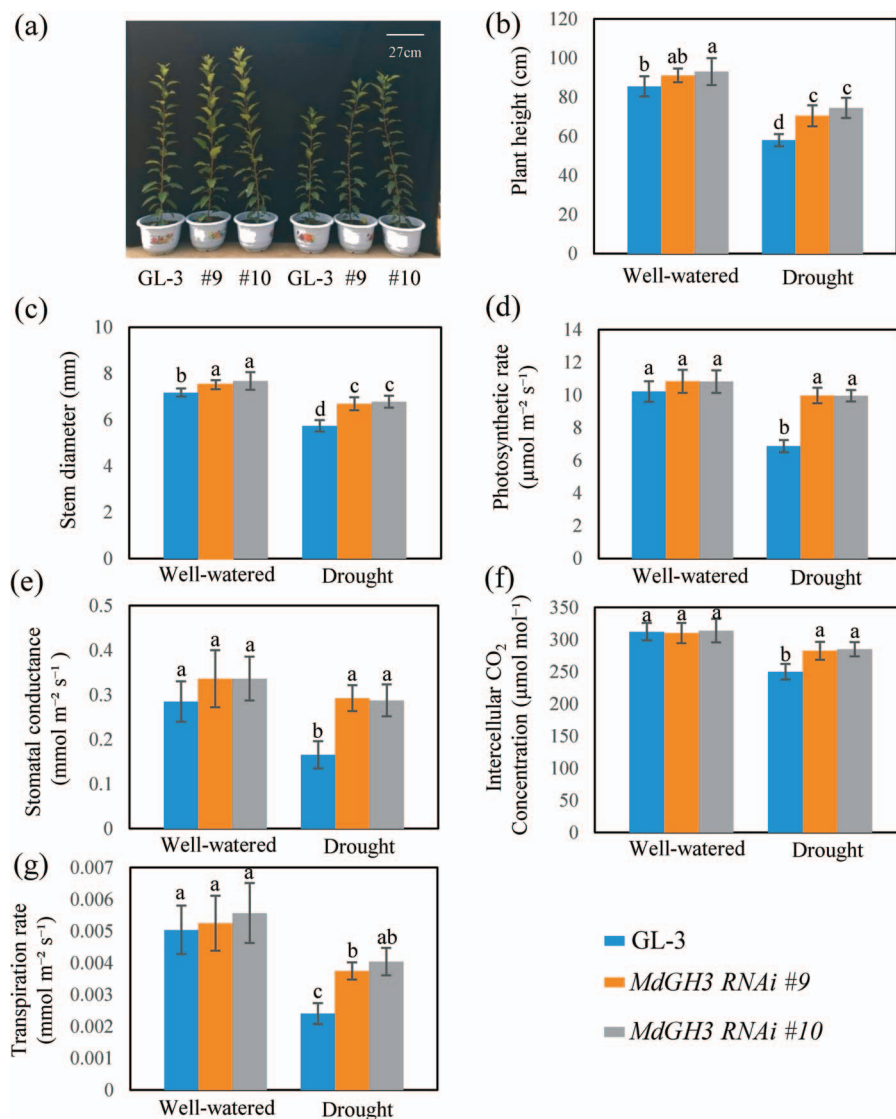 (a)
27cm
GL-3 #9 #10 GL-3 #9 #10
(b)
Plant height (cm)
120
100
80
60
40
20
0
b ab a
d c c
Well-watered Drought
(c)
Stem diameter (mm)
10
8
6
4
2
0
b a a
d c c
Well-watered Drought
(d)
Photosynthetic rate
(μmol m⁻² s⁻¹)
14
12
10
8
6
4
2
0
a a a
b a a
Well-watered Drought
(e)
Stomatal conductance
(mmol m⁻² s⁻¹)
0.5
0.4
0.3
0.2
0.1
0
a a a
b a a
Well-watered Drought
(f)
Intercellular CO₂
Concentration (μmol mol⁻¹)
350
300
250
200
150
100
50
0
a a a
b a a
Well-watered Drought
(g)
Transpiration rate
(mmol m⁻² s⁻¹)
0.007
0.006
0.005
0.004
0.003
0.002
0.001
0
a a a
c b ab
Well-watered Drought
GL-3
MdGH3 RNAi #9
MdGH3 RNAi #10